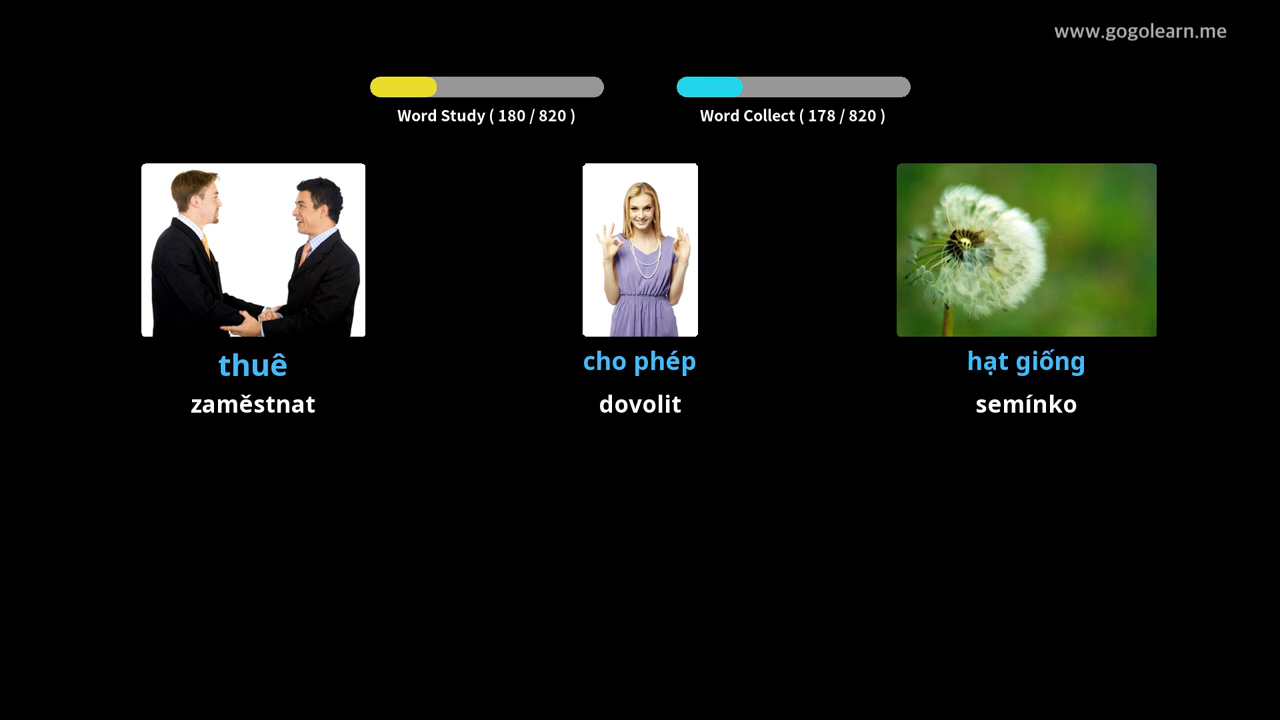 www.gogolearn.me
Word Study ( 180 / 820 )
Word Collect ( 178 / 820 )
thuê
cho phép
hạt giống
zaměstnat
dovolit
semínko